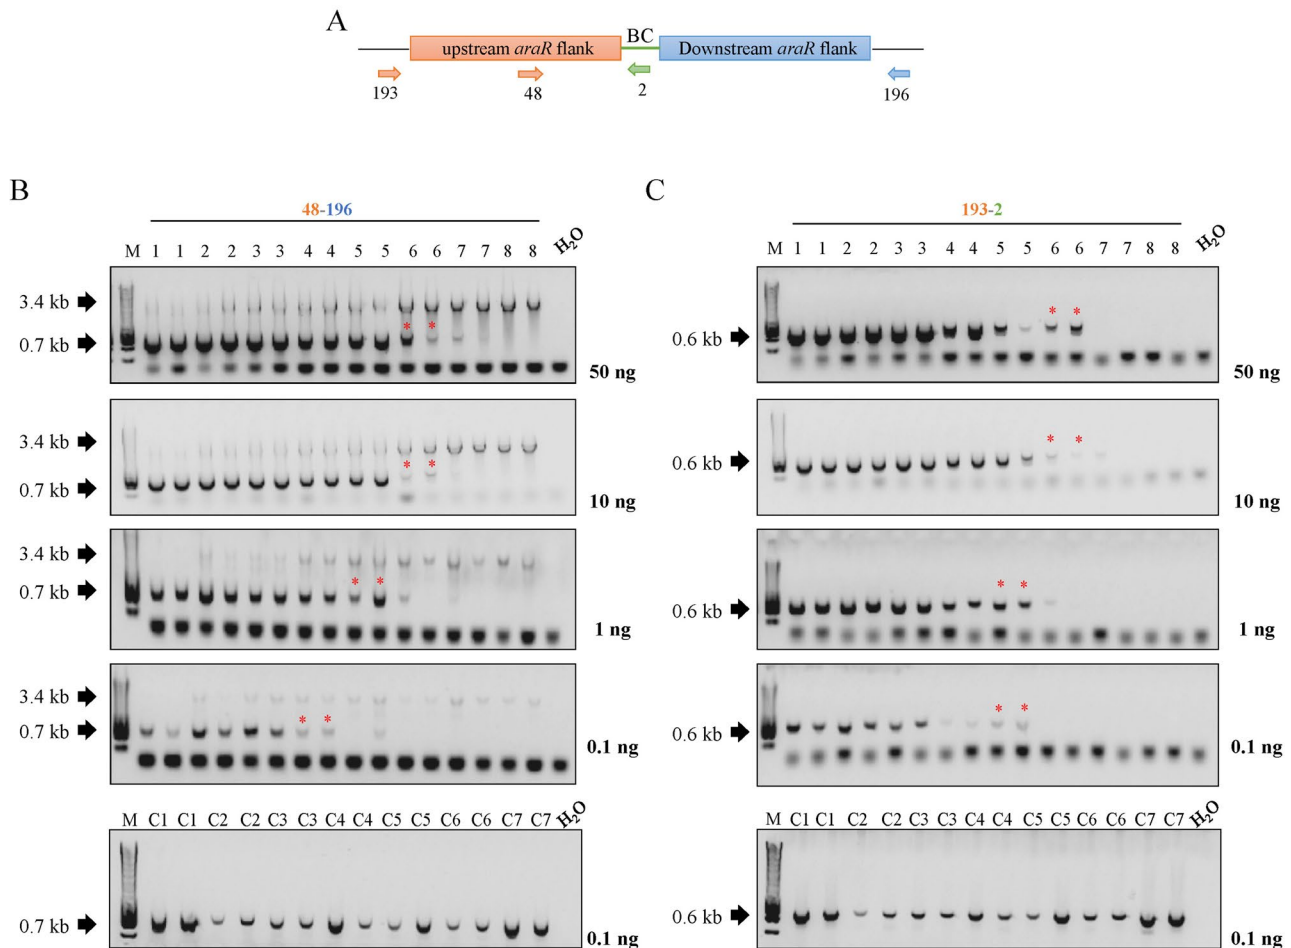 A
BC
upstream araR flank
Downstream araR flank
193
48
2
196
B
48-196
M 1 1 2 2 3 3 4 4 5 5 6 6 7 7 8 8 H₂O
3.4 kb
* *
0.7 kb
50 ng
3.4 kb
* *
0.7 kb
10 ng
3.4 kb
* *
0.7 kb
1 ng
3.4 kb
* *
0.7 kb
0.1 ng
M C1 C1 C2 C2 C3 C3 C4 C4 C5 C5 C6 C6 C7 C7 H₂O
0.7 kb
0.1 ng
C
193-2
M 1 1 2 2 3 3 4 4 5 5 6 6 7 7 8 8 H₂O
* *
0.6 kb
50 ng
* *
0.6 kb
10 ng
* *
0.6 kb
1 ng
* *
0.6 kb
0.1 ng
M C1 C1 C2 C2 C3 C3 C4 C4 C5 C5 C6 C6 C7 C7 H₂O
0.6 kb
0.1 ng